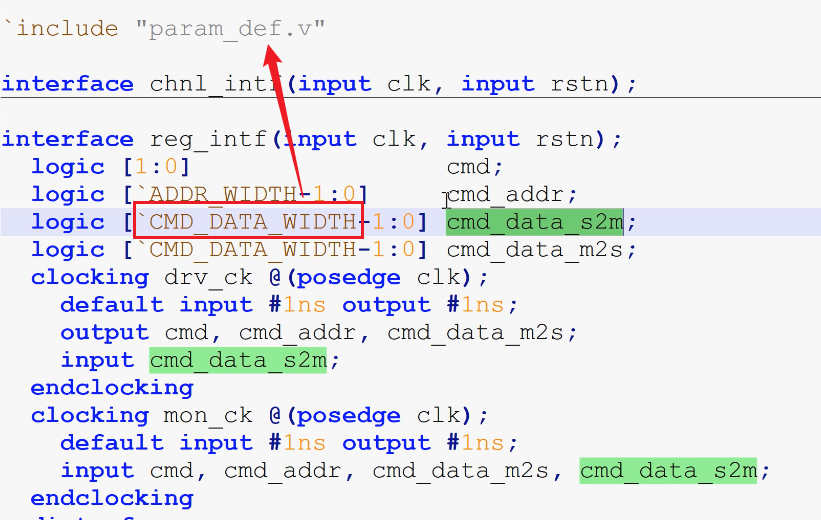 `include "param_def.v"
interface chnl_intf(input clk, input rstn);
interface reg_intf(input clk, input rstn);
logic [1:0] cmd;
logic [`ADDR_WIDTH-1:0] cmd_addr;
logic [`CMD_DATA_WIDTH-1:0] cmd_data_s2m;
logic [`CMD_DATA_WIDTH-1:0] cmd_data_m2s;
clocking drv_ck @(posedge clk);
default input #1ns output #1ns;
output cmd, cmd_addr, cmd_data_m2s;
input cmd_data_s2m;
endclocking
clocking mon_ck @(posedge clk);
default input #1ns output #1ns;
input cmd, cmd_addr, cmd_data_m2s, cmd_data_s2m;
endclocking